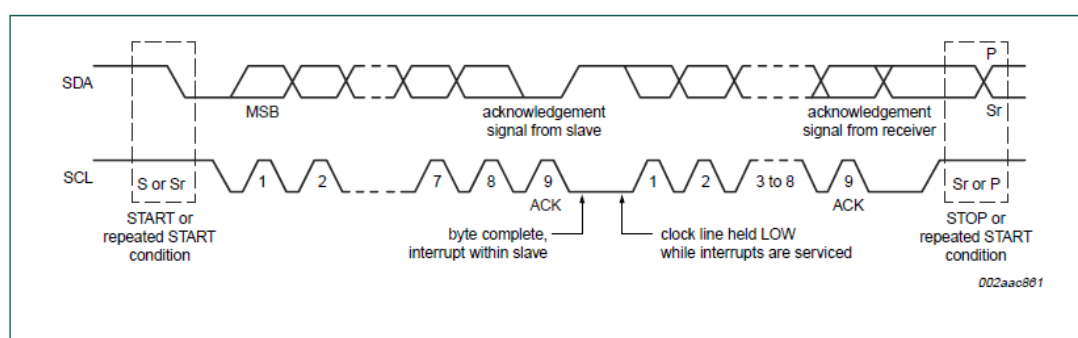 SDA
MSB
acknowledgement
signal from slave
acknowledgement
signal from receiver
P
Sr
SCL
S or Sr
1
2
7
8
9
1
2
3 to 8
9
Sr or P
ACK
ACK
START or
repeated START
condition
byte complete,
interrupt within slave
clock line held LOW
while interrupts are serviced
STOP or
repeated START
condition
002aac861